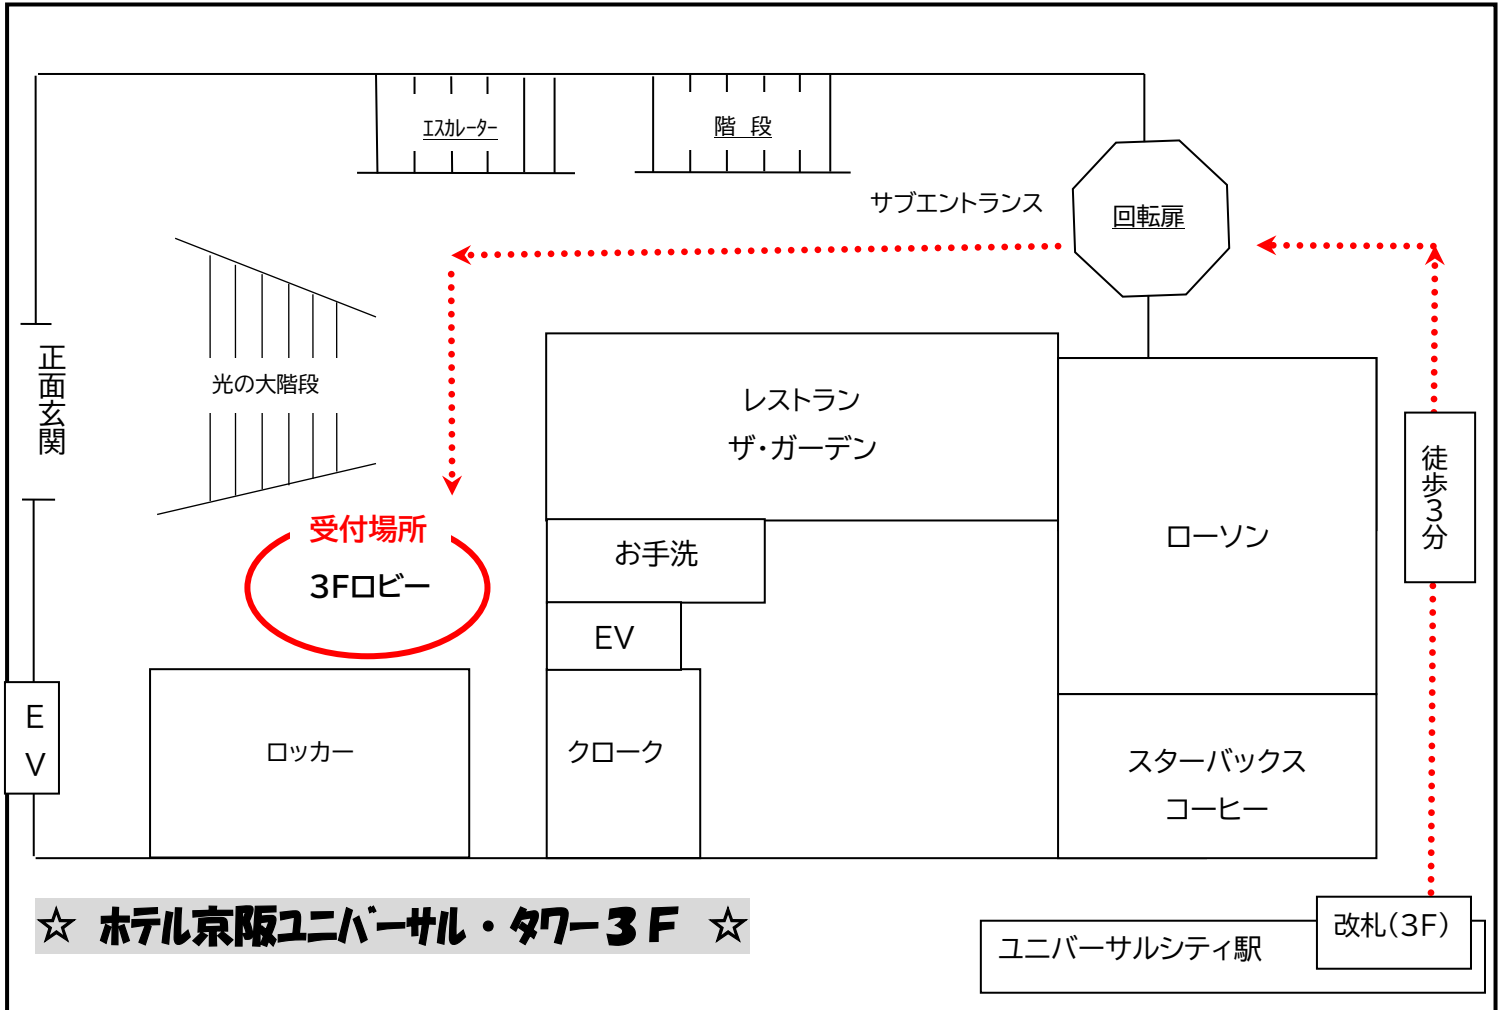 エスカレーター
階 段
サブエントランス
回転扉
正面玄関
光の大階段
レストラン
ザ・ガーデン
徒歩3分
受付場所
3Fロビー
お手洗
ローソン
EV
EV
ロッカー
クローク
スターバックス
コーヒー
☆ ホテル京阪ユニバーサル・タワー3F ☆
改札(3F)
ユニバーサルシティ駅